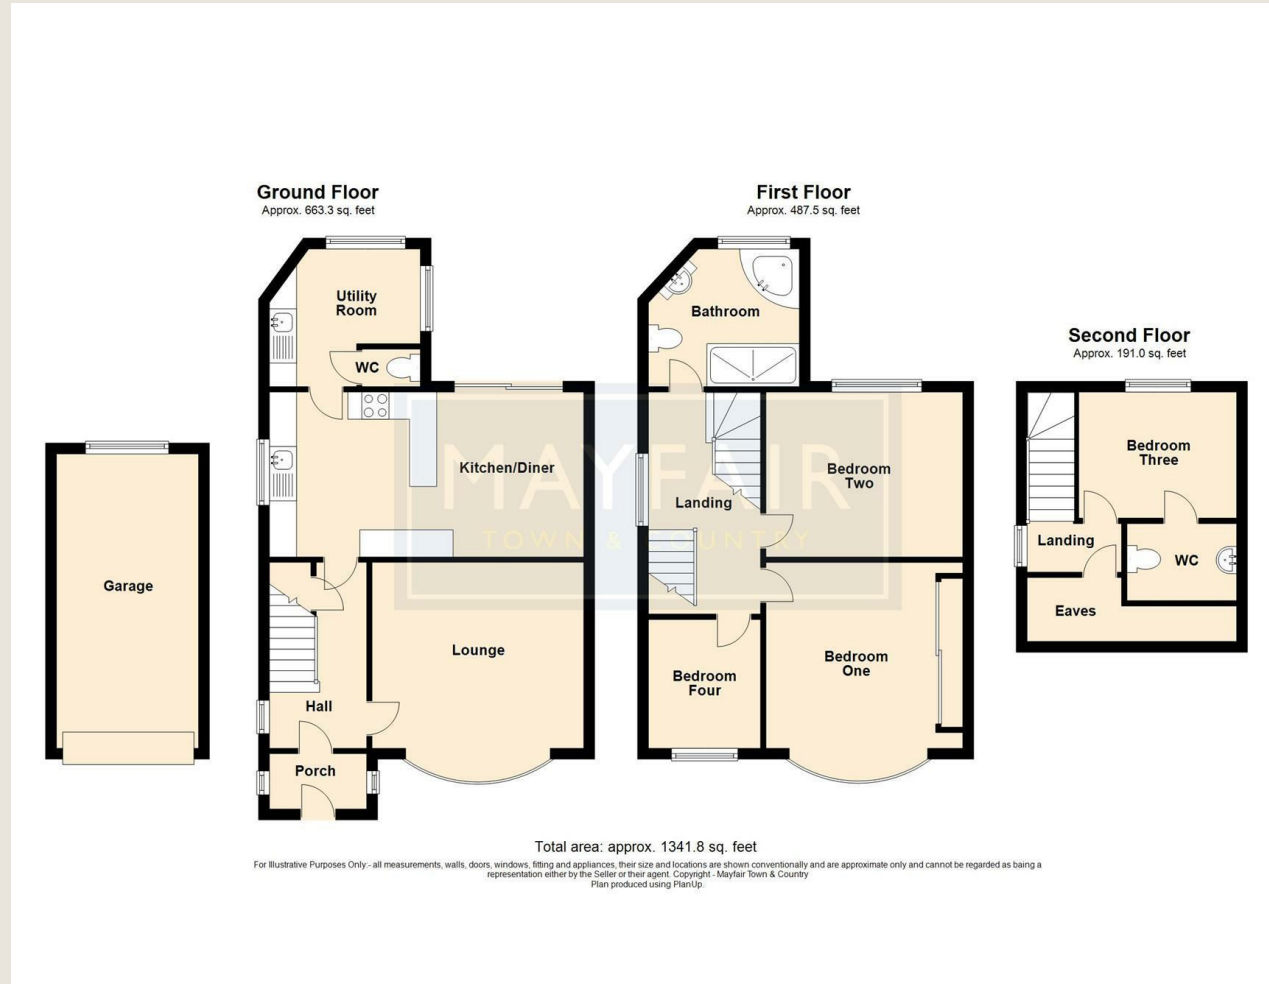 Ground Floor
Approx. 663.3 sq. feet
Utility
Room
WC
Kitchen/Diner
Garage
Lounge
Hall
Porch
First Floor
Approx. 487.5 sq. feet
Bathroom
Landing
Bedroom
Two
Bedroom
One
Bedroom
Four
Second Floor
Approx. 191.0 sq. feet
Bedroom
Three
Landing
WC
Eaves
MAYFAIR
TOWN & COUNTRY
Total area: approx. 1341.8 sq. feet
For Illustrative Purposes Only:- all measurements, walls, doors, windows, fitting and appliances, their size and locations are shown conventionally and are approximate only and cannot be regarded as being a
representation either by the Seller or their agent. Copyright - Mayfair Town & Country
Plan produced using PlanUp.